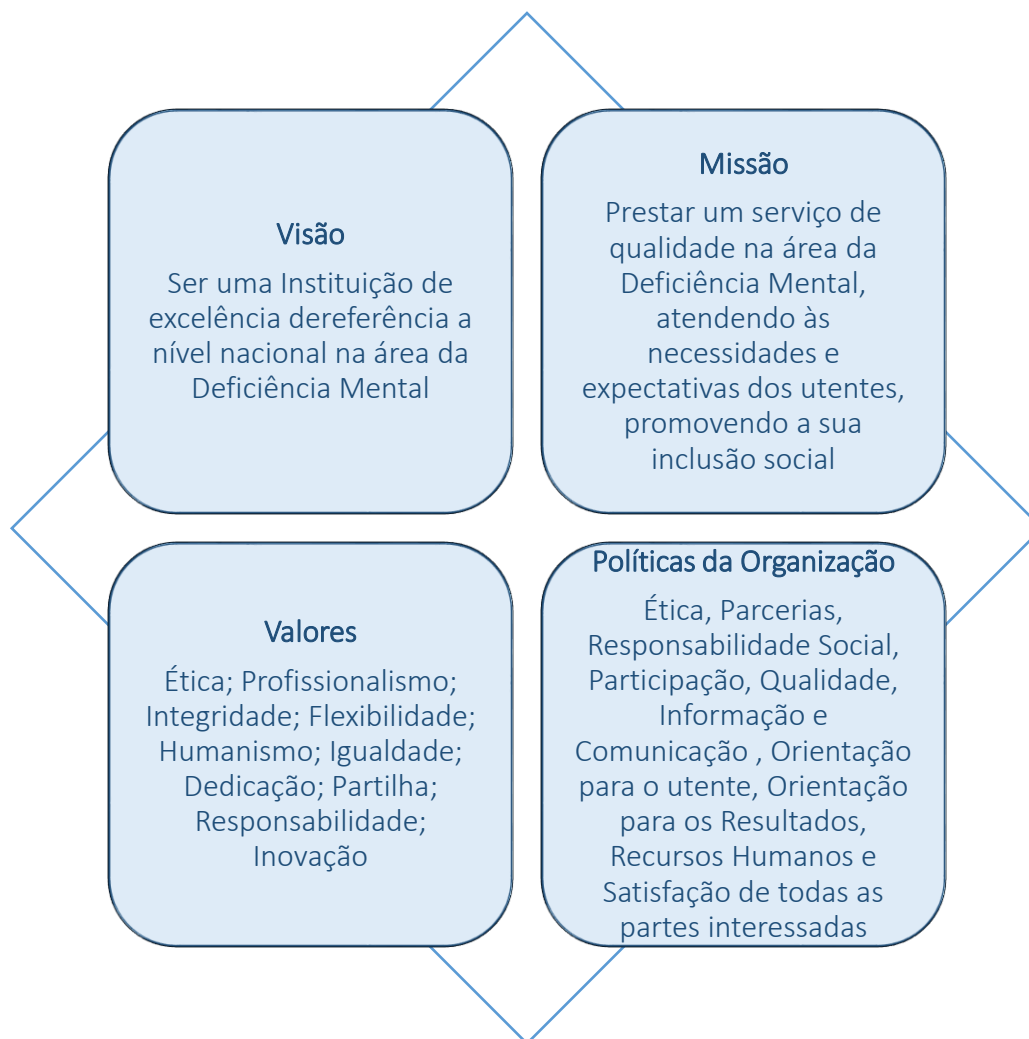 Visão
Ser uma Instituição de
excelência dereferência a
nível nacional na área da
Deficiência Mental
Missão
Prestar um serviço de
qualidade na área da
Deficiência Mental,
atendendo às
necessidades e
expectativas dos utentes,
promovendo a sua
inclusão social
Valores
Ética; Profissionalismo;
Integridade; Flexibilidade;
Humanismo; Igualdade;
Dedicação; Partilha;
Responsabilidade;
Inovação
Políticas da Organização
Ética, Parcerias,
Responsabilidade Social,
Participação, Qualidade,
Informação e
Comunicação , Orientação
para o utente, Orientação
para os Resultados,
Recursos Humanos e
Satisfação de todas as
partes interessadas